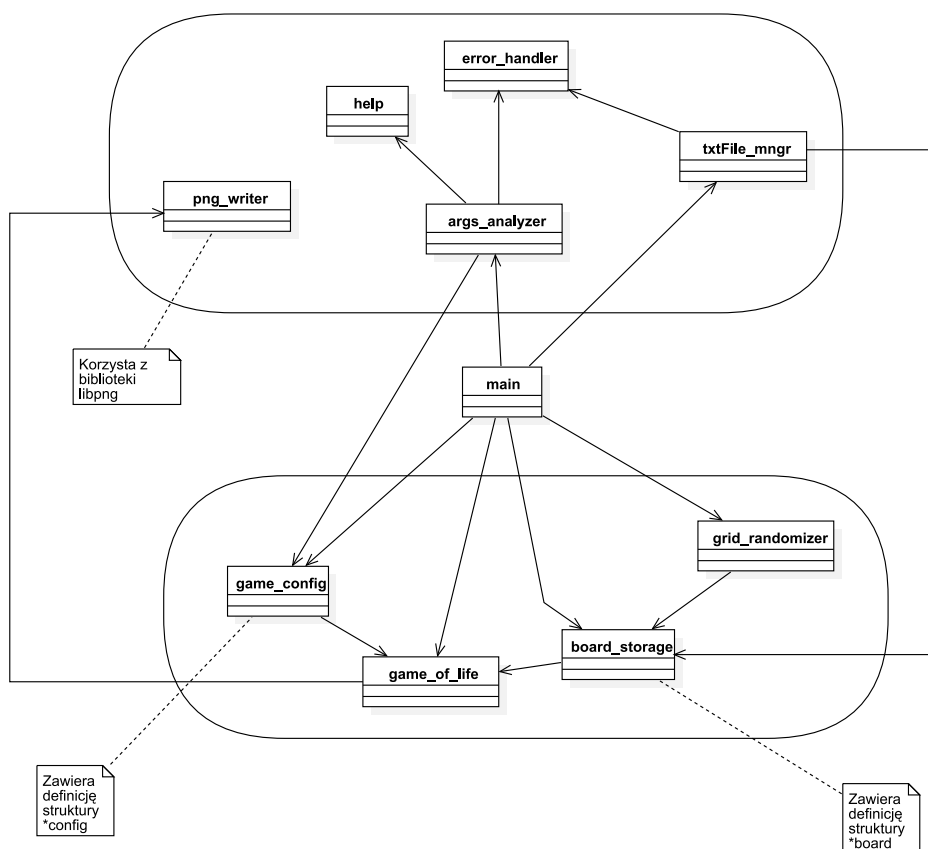 error_handler
help
txtFile_mngr
png_writer
args_analyzer
Korzysta z
biblioteki
libpng
main
grid_randomizer
game_config
board_storage
game_of_life
Zawiera
definicję
struktury
*config
Zawiera
definicję
struktury
*board